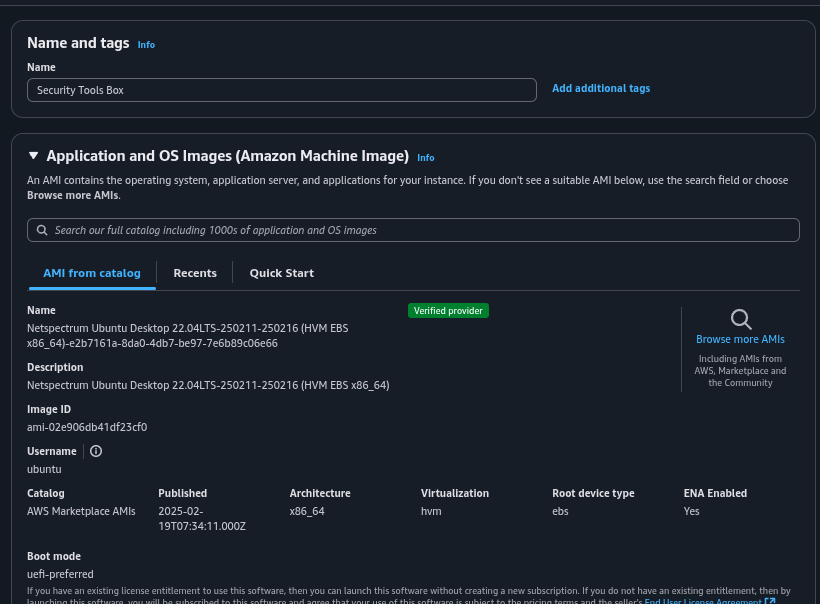 Name and tags Info
Name
Security Tools Box
Add additional tags
Application and OS Images (Amazon Machine Image) Info
An AMI contains the operating system, application server, and applications for your instance. If you don't see a suitable AMI below, use the search field or choose
Browse more AMIs.
Search our full catalog including 1000s of application and OS images
AMI from catalog
Recents
Quick Start
Name
Verified provider
Netspectrum Ubuntu Desktop 22.04LTS-250211-250216 (HVM EBS
x86_64)-e2b7161a-8da0-4db7-be97-7e6b89c06e66
Description
Netspectrum Ubuntu Desktop 22.04LTS-250211-250216 (HVM EBS x86_64)
Image ID
ami-02e906db41df23cf0
Username
ubuntu
Browse more AMIs
Including AMIs from
AWS, Marketplace and
the Community
Catalog
AWS Marketplace AMIs
Published
2025-02-
19T07:34:11.000Z
Architecture
x86_64
Virtualization
hvm
Root device type
ebs
ENA Enabled
Yes
Boot mode
uefi-preferred
If you have an existing license entitlement to use this software, then you can launch this software without creating a new subscription. If you do not have an existing entitlement, then by
launching this software, you will be subscribed to this software and agree that your use of this software is subject to the pricing terms and the seller's End User License Agreement